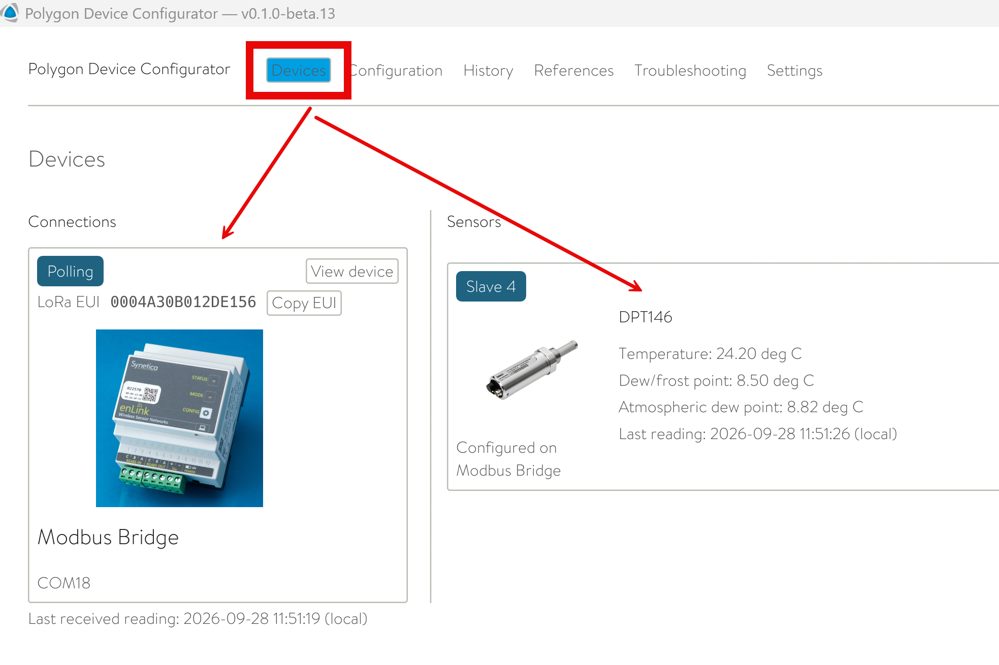 Polygon Device Configurator — v0.1.0-beta.13
Polygon Device Configurator
Devices
Configuration
History
References
Troubleshooting
Settings
Devices
Connections
Polling
View device
LoRa EUI 0004A30B012DE156
Copy EUI
Synetica
STATUS
MODE
CONFIG
022570
enLink
Wireless Sensor Networks
C B A C B A + -
RS485 IN RS485 OUT
ON
POWER
Modbus Bridge
COM18
Last received reading: 2026-09-28 11:51:19 (local)
Sensors
Slave 4
DPT146
Temperature: 24.20 deg C
Dew/frost point: 8.50 deg C
Atmospheric dew point: 8.82 deg C
Last reading: 2026-09-28 11:51:26 (local)
Configured on
Modbus Bridge